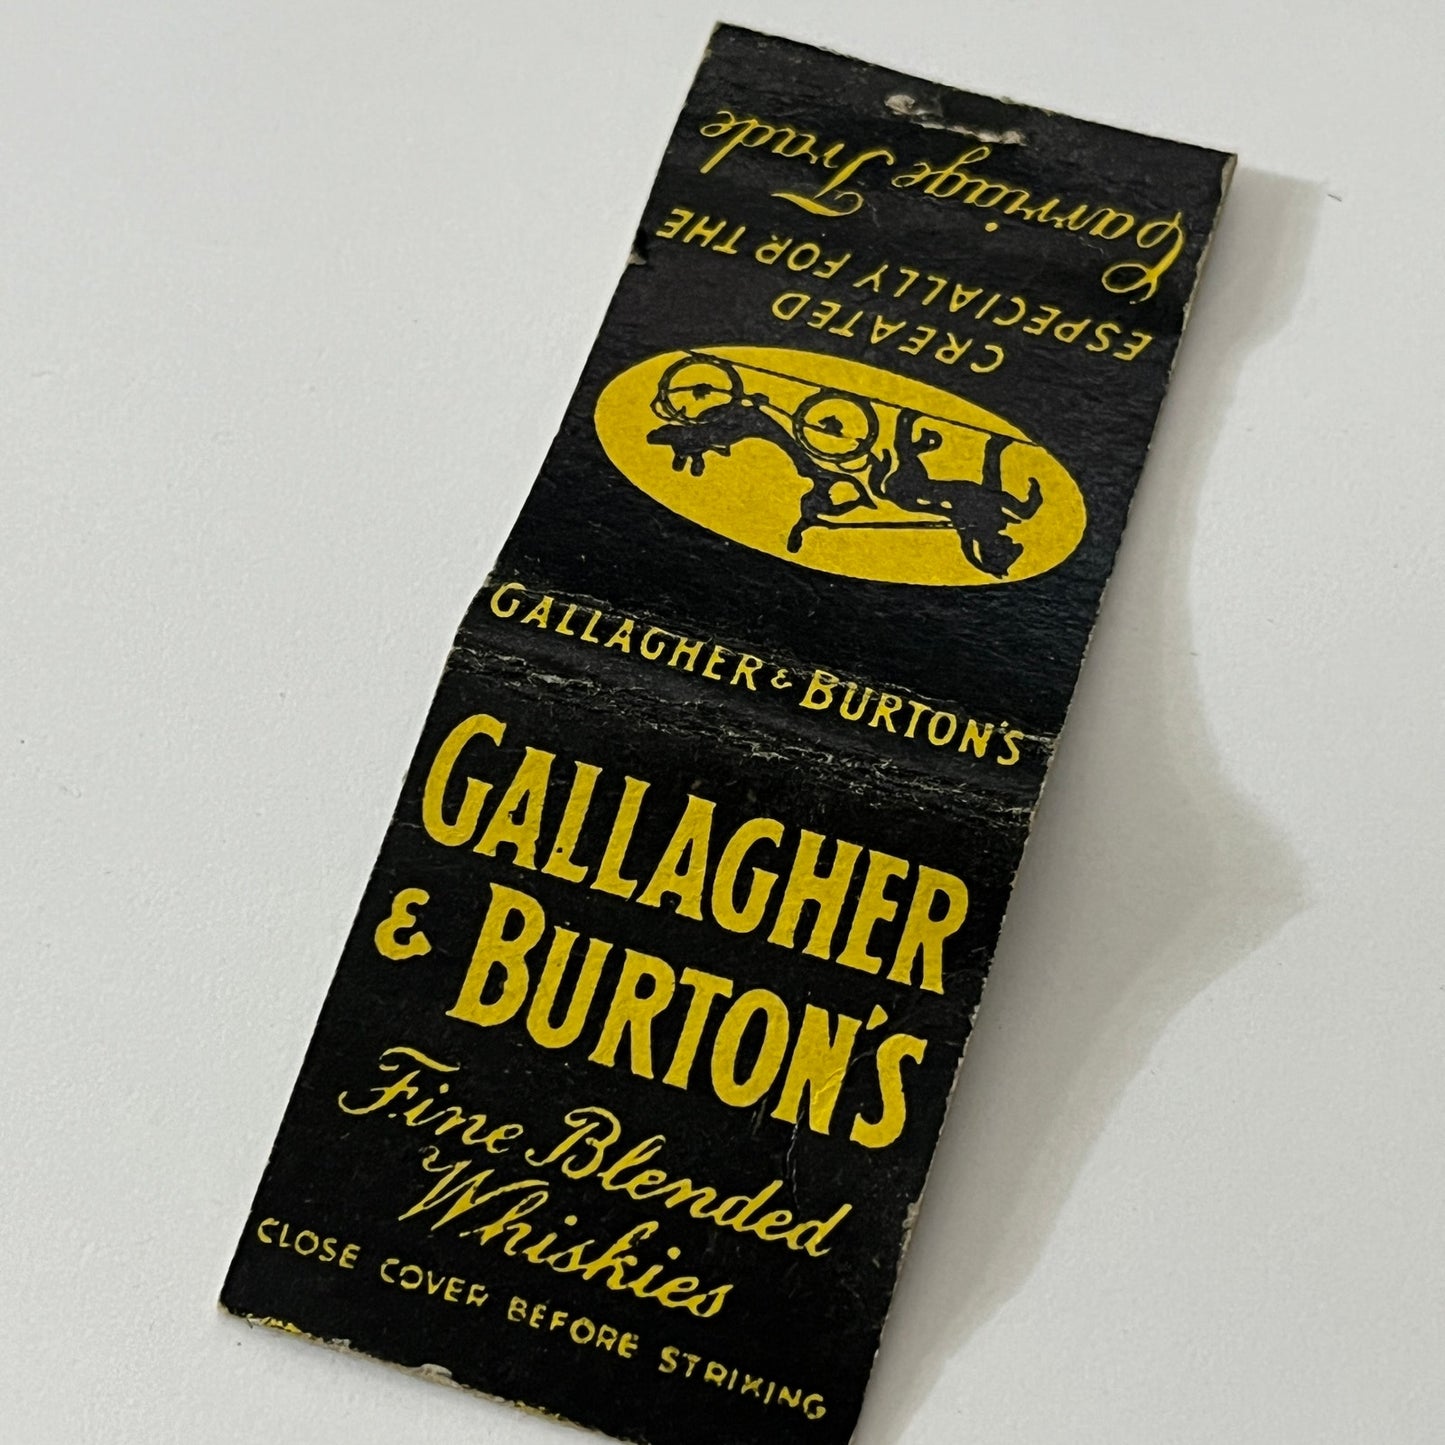 GALLAGHER
& BURTON'S
Fine Blended
Whiskies
CLOSE COVER BEFORE STRIKING
GALLAGHER & BURTON'S
CREATED
ESPECIALLY FOR THE
Carriage Trade